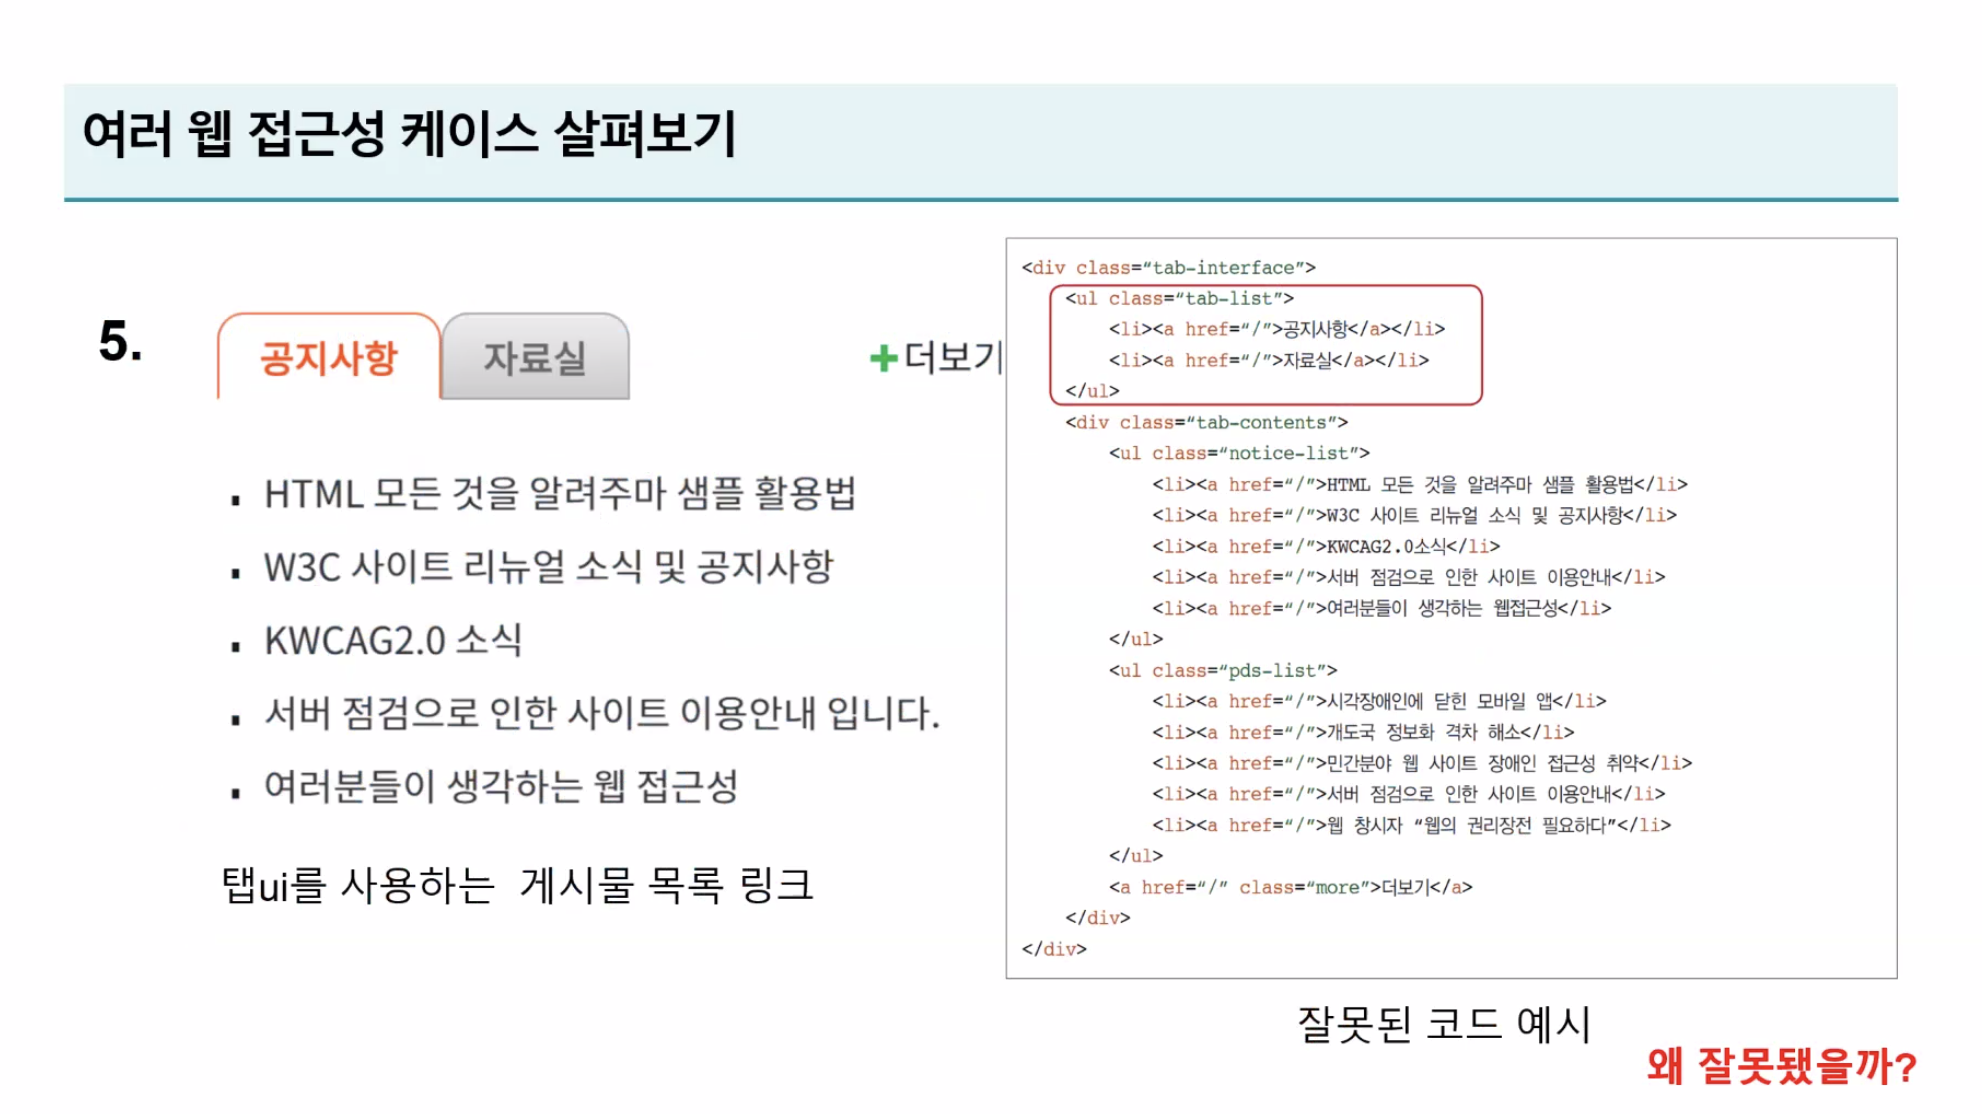 여러 웹 접근성 케이스 살펴보기
5.
공지사항
자료실
더보기
HTML 모든 것을 알려주마 샘플 활용법
W3C 사이트 리뉴얼 소식 및 공지사항
KWCAG2.0 소식
서버 점검으로 인한 사이트 이용안내 입니다.
여러분들이 생각하는 웹 접근성
탭ui를 사용하는 게시물 목록 링크
<div class=“tab-interface”>
<ul class=“tab-list”>
<li><a href=“/”>공지사항</a></li>
<li><a href=“/”>자료실</a></li>
</ul>
<div class=“tab-contents”>
<ul class=“notice-list”>
<li><a href=“/”>HTML 모든 것을 알려주마 샘플 활용법</li>
<li><a href=“/”>W3C 사이트 리뉴얼 소식 및 공지사항</li>
<li><a href=“/”>KWCAG2.0소식</li>
<li><a href=“/”>서버 점검으로 인한 사이트 이용안내</li>
<li><a href=“/”>여러분들이 생각하는 웹접근성</li>
</ul>
<ul class=“pds-list”>
<li><a href=“/”>시각장애인에 닫힌 모바일 앱</li>
<li><a href=“/”>개도국 정보화 격차 해소</li>
<li><a href=“/”>민간분야 웹 사이트 장애인 접근성 취약</li>
<li><a href=“/”>서버 점검으로 인한 사이트 이용안내</li>
<li><a href=“/”>웹 창시자 “웹의 권리장전 필요하다”</li>
</ul>
<a href=“/” class=“more”>더보기</a>
</div>
</div>
잘못된 코드 예시
왜 잘못됐을까?